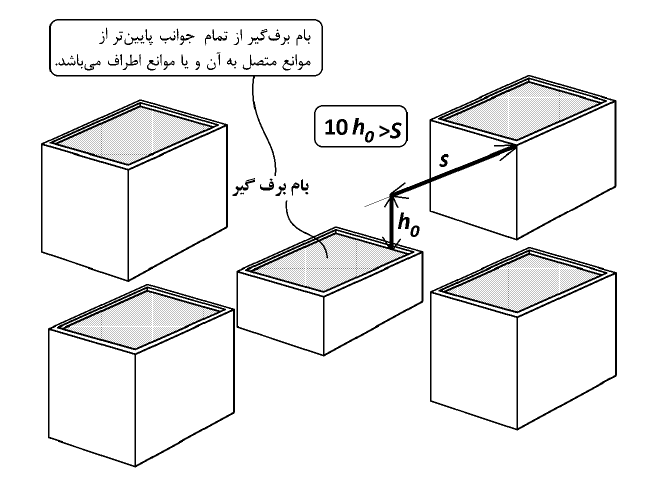 بام برف‌گیر از تمام جوانب پایین‌تر از
موانع متصل به آن و یا موانع اطراف می‌باشد.
10 h₀ >S
S
بام برف گیر
h₀